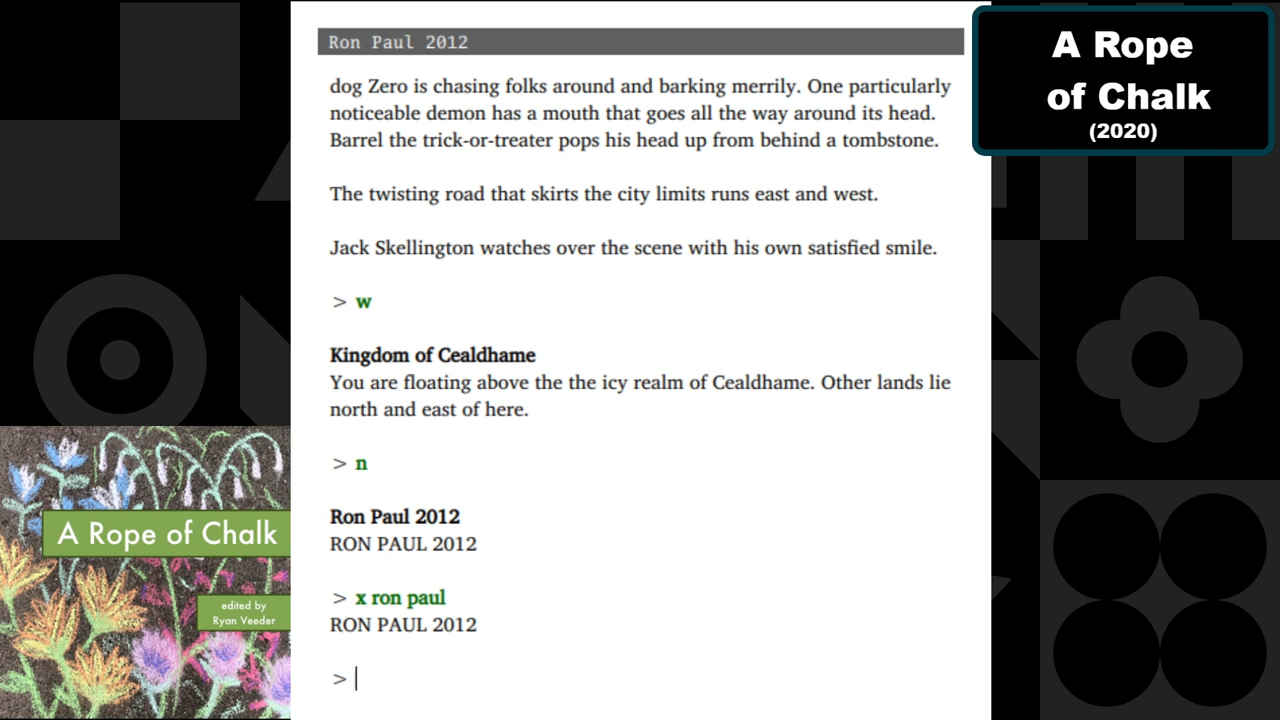 Ron Paul 2012
dog Zero is chasing folks around and barking merrily. One particularly
noticeable demon has a mouth that goes all the way around its head.
Barrel the trick-or-treater pops his head up from behind a tombstone.
The twisting road that skirts the city limits runs east and west.
Jack Skellington watches over the scene with his own satisfied smile.
> w
Kingdom of Cealdhame
You are floating above the the icy realm of Cealdhame. Other lands lie
north and east of here.
> n
Ron Paul 2012
RON PAUL 2012
> x ron paul
RON PAUL 2012
>
A Rope
of Chalk
(2020)
A Rope of Chalk
edited by
Ryan Veeder